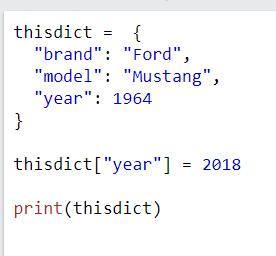 thisdict =  {
  "brand": "Ford",
  "model": "Mustang",
  "year": 1964
}
thisdict["year"] = 2018
print(thisdict)